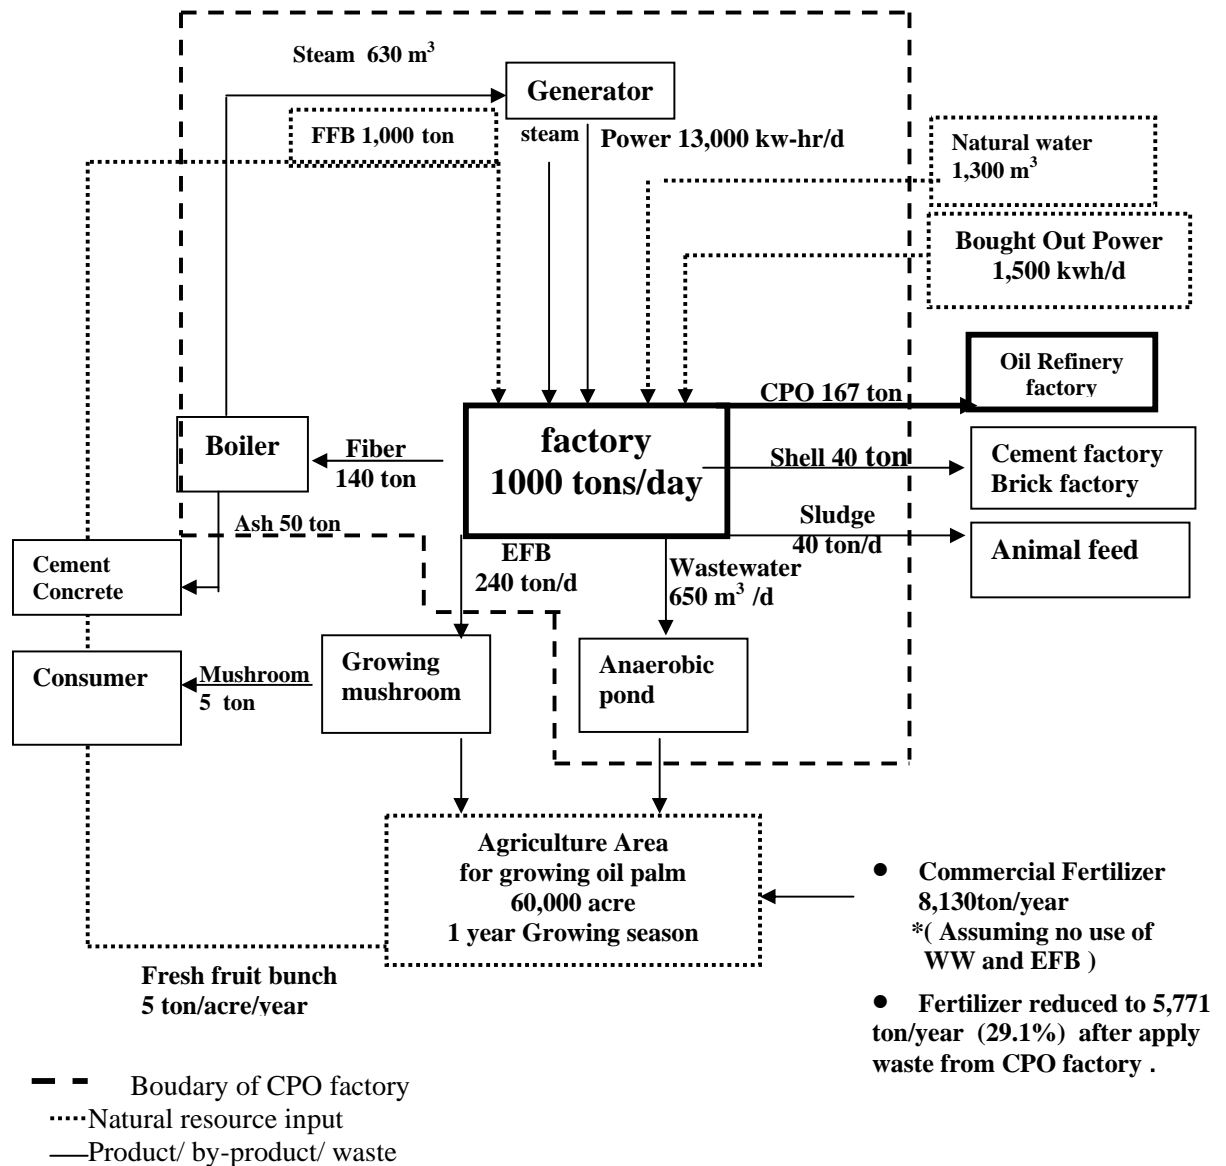 Steam 630 m³
Generator
FFB 1,000 ton
steam
Power 13,000 kw-hr/d
Natural water
1,300 m³
Bought Out Power
1,500 kwh/d
Oil Refinery
factory
CPO 167 ton
factory
1000 tons/day
Boiler
Fiber
140 ton
Shell 40 ton
Cement factory
Brick factory
Ash 50 ton
Sludge
40 ton/d
Animal feed
Cement
Concrete
EFB
240 ton/d
Wastewater
650 m³ /d
Consumer
Mushroom
5 ton
Growing
mushroom
Anaerobic
pond
Agriculture Area
for growing oil palm
60,000 acre
1 year Growing season
Fresh fruit bunch
5 ton/acre/year
● Commercial Fertilizer
8,130ton/year
*( Assuming no use of
WW and EFB )
● Fertilizer reduced to 5,771
ton/year (29.1%) after apply
waste from CPO factory .
Boudary of CPO factory
Natural resource input
Product/ by-product/ waste